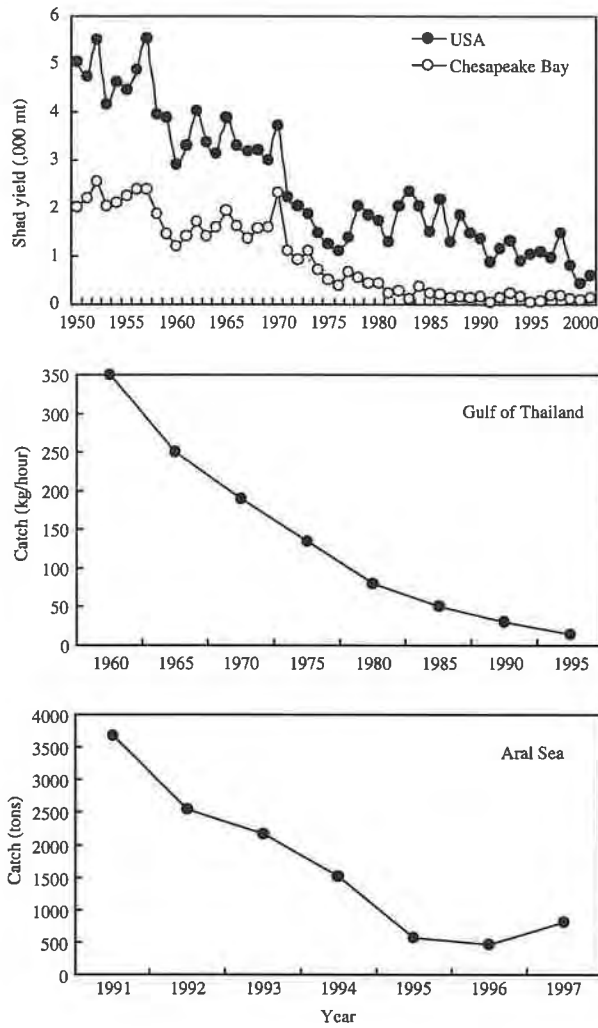 6
5
4
3
2
1
0
Shad yield (,000 mt)
USA
Chesapeake Bay
1950 1955 1960 1965 1970 1975 1980 1985 1990 1995 2000
350
300
250
200
150
100
50
0
Catch (kg/hour)
Gulf of Thailand
1960 1965 1970 1975 1980 1985 1990 1995
4000
3500
3000
2500
2000
1500
1000
500
0
Catch (tons)
Aral Sea
1991 1992 1993 1994 1995 1996 1997
Year